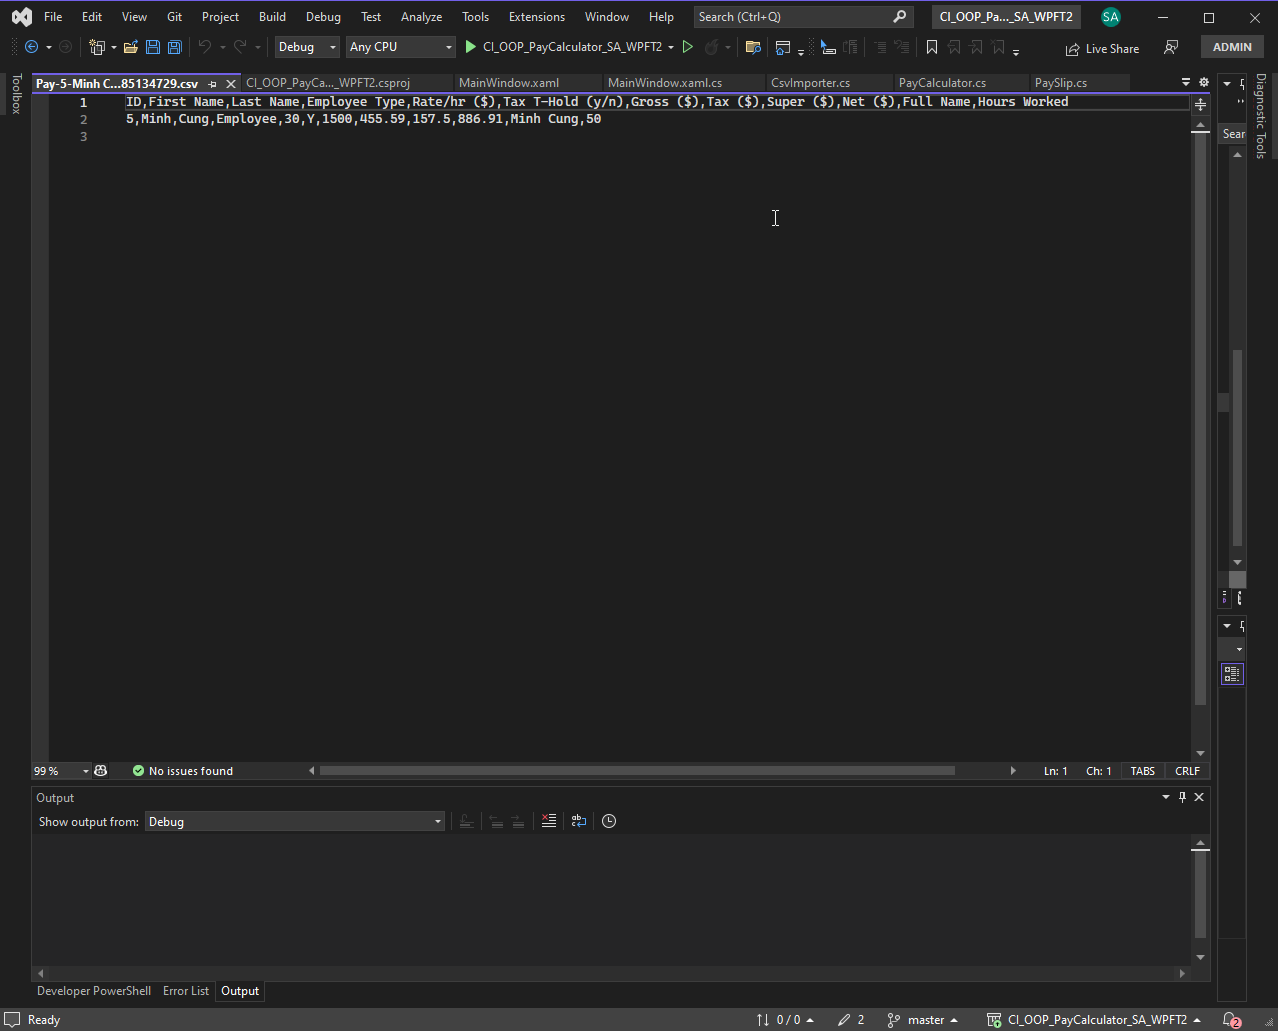 File Edit View Git Project Build Debug Test Analyze Tools Extensions Window Help Search (Ctrl+Q) CI_OOP_Pa..._SA_WPFT2 SA
Debug Any CPU CI_OOP_PayCalculator_SA_WPFT2 Live Share ADMIN
Toolbox
Pay-5-Minh C...85134729.csv CI_OOP_PayCa..._WPFT2.csproj MainWindow.xaml MainWindow.xaml.cs CsvImporter.cs PayCalculator.cs PaySlip.cs
Diagnostic Tools
1 ID,First Name,Last Name,Employee Type,Rate/hr ($),Tax T-Hold (y/n),Gross ($),Tax ($),Super ($),Net ($),Full Name,Hours Worked
2 5,Minh,Cung,Employee,30,Y,1500,455.59,157.5,886.91,Minh Cung,50
3
Sear
99 % No issues found Ln: 1 Ch: 1 TABS CRLF
Output
Show output from: Debug
Developer PowerShell Error List Output
Ready 0 / 0 2 master CI_OOP_PayCalculator_SA_WPFT2 2